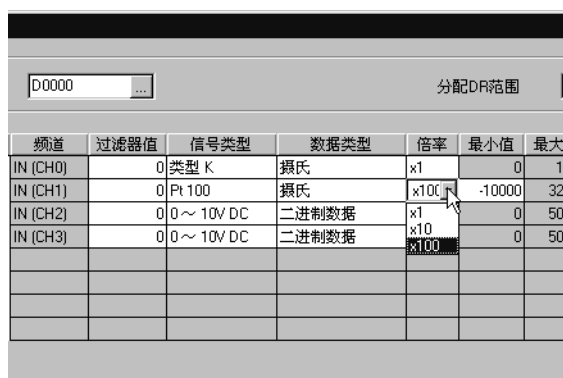 D0000 ... 分配DR范围
频道 过滤器值 信号类型 数据类型 倍率 最小值 最大
IN (CH0) 0 类型 K 摄氏 x1 0 1
IN (CH1) 0 Pt 100 摄氏 x100 -10000 32
IN (CH2) 0 0～10V DC 二进制数据 x1 0 50
x10
IN (CH3) 0 0～10V DC 二进制数据 x100 0 50